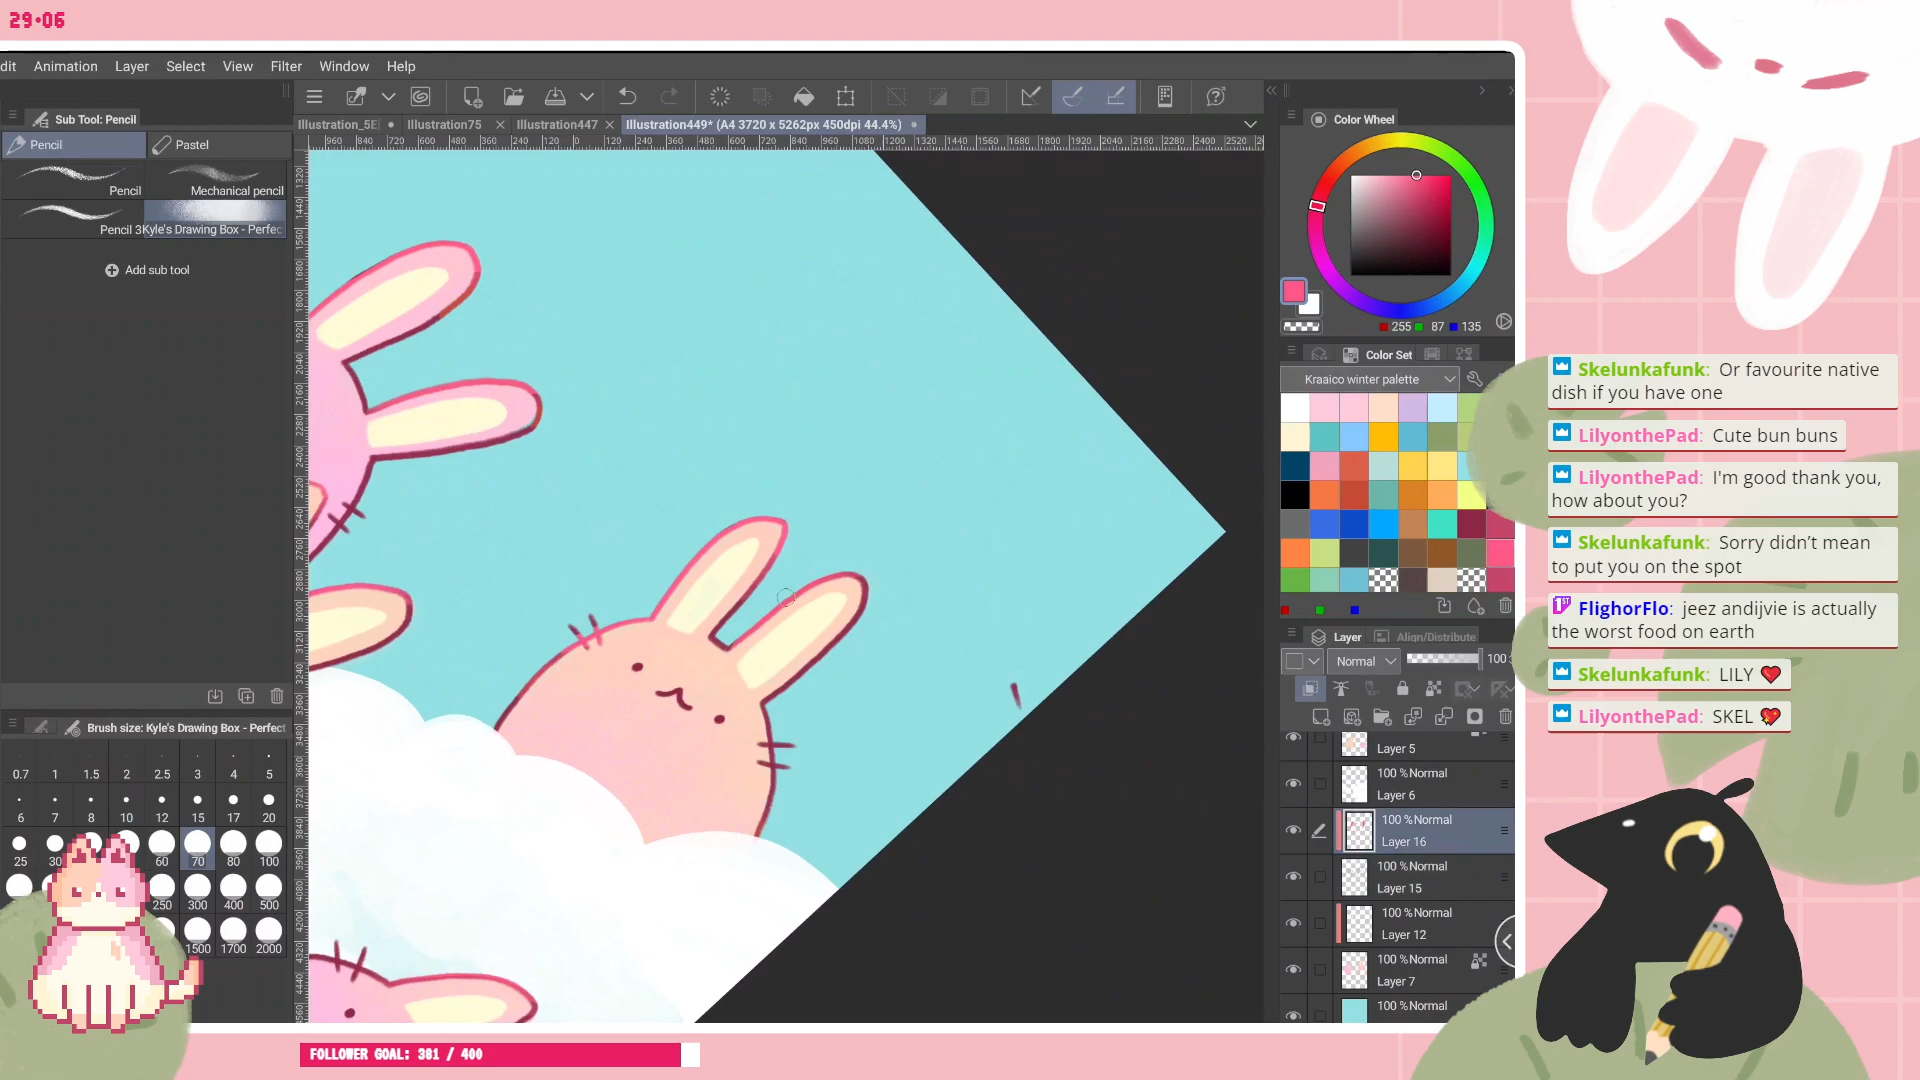 29:06
dit Animation Layer Select View Filter Window Help
Sub Tool: Pencil
Illustration_5E Illustration75 Illustration447 Illustration449* (A4 3720 x 5262px 450dpi 44.4%)
Pencil Pastel
Pencil Mechanical pencil
Pencil 3 Kyle's Drawing Box - Perfec
Add sub tool
Brush size: Kyle's Drawing Box - Perfect
0.7 1 1.5 2 2.5 3 4 5
6 7 8 10 12 15 17 20
25 30 60 70 80 100
250 300 400 500
1500 1700 2000
Color Wheel
255 87 135
Color Set
Kraaico winter palette
Layer Align/Distribute
Normal 100
Layer 5
100 %Normal
Layer 6
100 %Normal
Layer 16
100 %Normal
Layer 15
100 %Normal
Layer 12
100 %Normal
Layer 7
100 %Normal
Skelunkafunk: Or favourite native
dish if you have one
LilyonthePad: Cute bun buns
LilyonthePad: I'm good thank you,
how about you?
Skelunkafunk: Sorry didn't mean
to put you on the spot
FlighorFlo: jeez andijvie is actually
the worst food on earth
Skelunkafunk: LILY ❤️
LilyonthePad: SKEL 💖
FOLLOWER GOAL: 381 / 400